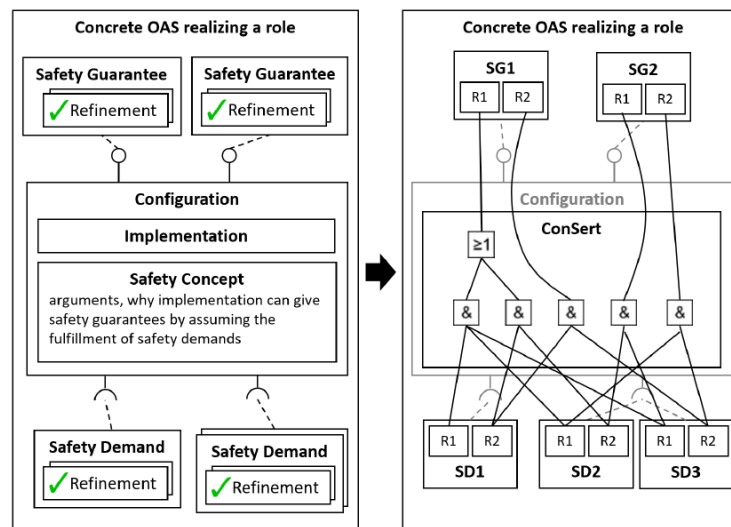 Concrete OAS realizing a role
Safety Guarantee
✓ Refinement
Safety Guarantee
✓ Refinement
Configuration
Implementation
Safety Concept
arguments, why implementation can give
safety guarantees by assuming the
fulfillment of safety demands
Safety Demand
✓ Refinement
Safety Demand
✓ Refinement
Concrete OAS realizing a role
SG1
R1 R2
SG2
R1 R2
Configuration
ConSert
≥1
& & & & &
R1 R2
SD1
R1 R2
SD2
R1 R2
SD3